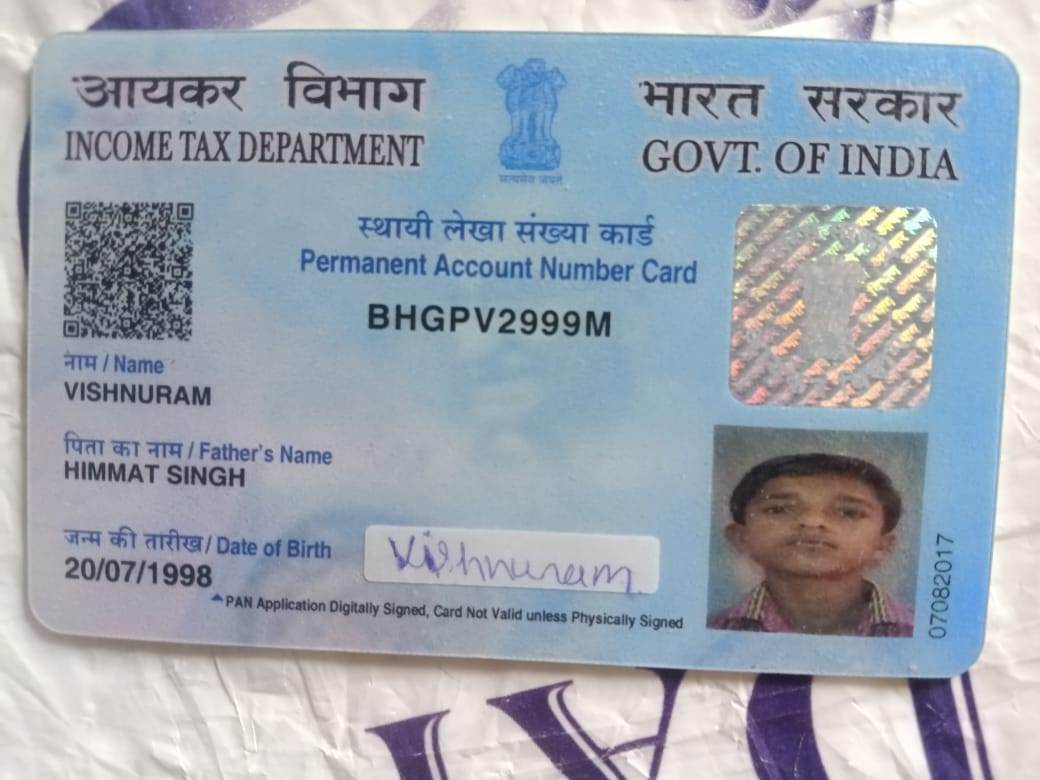 आयकर विभाग
INCOME TAX DEPARTMENT
सत्यमेव जयते
भारत सरकार
GOVT. OF INDIA
स्थायी लेखा संख्या कार्ड
Permanent Account Number Card
BHGPV2999M
नाम / Name
VISHNURAM
पिता का नाम / Father's Name
HIMMAT SINGH
जन्म की तारीख / Date of Birth
20/07/1998
Vishnuram
PAN Application Digitally Signed, Card Not Valid unless Physically Signed
07082017